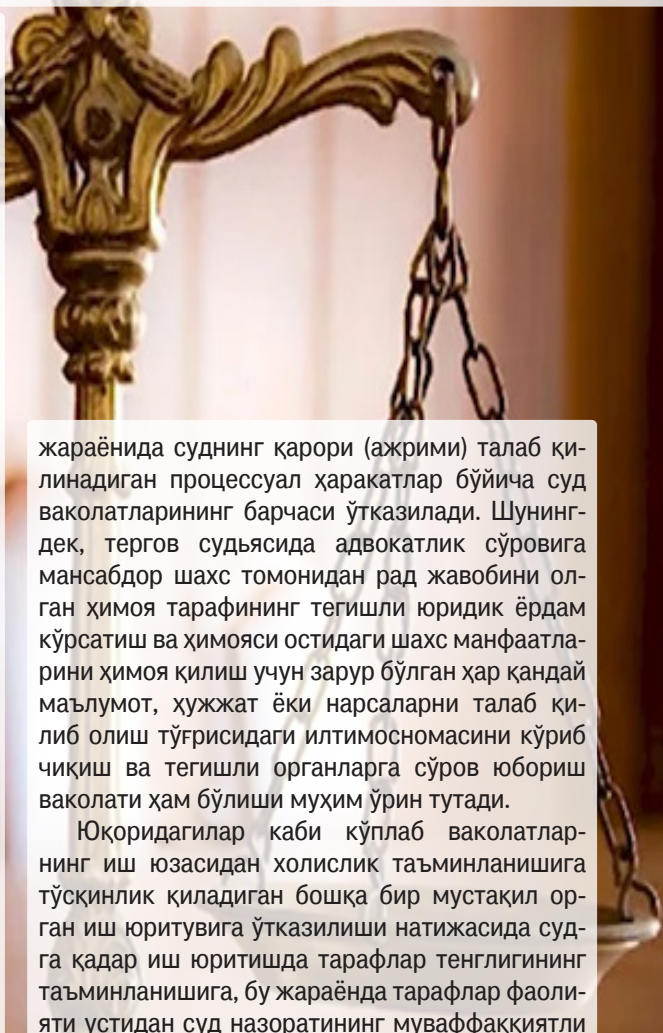 жараёнида суднинг қарори (ажрими) талаб қи-
линадиган процессуал ҳаракатлар бўйича суд
ваколатларининг барчаси ўтказилади. Шунинг-
дек, тергов судьясида адвокатлик сўровига
мансабдор шахс томонидан рад жавобини ол-
ган ҳимоя тарафининг тегишли юридик ёрдам
кўрсатиш ва ҳимояси остидаги шахс манфаатла-
рини ҳимоя қилиш учун зарур бўлган ҳар қандай
маълумот, ҳужжат ёки нарсаларни талаб қи-
либ олиш тўғрисидаги илтимосномасини кўриб
чиқиш ва тегишли органларга сўров юбориш
ваколати ҳам бўлиши муҳим ўрин тутади.
Юқоридагилар каби кўплаб ваколатлар-
нинг иш юзасидан холислик таъминланишига
тўсқинлик қиладиган бошқа бир мустақил ор-
ган иш юритувига ўтказилиши натижасида суд-
га қадар иш юритишда тарафлар тенглигининг
таъминланишига, бу жараёнда тарафлар фаоли-
яти устидан суд назоратининг муваффаққиятли